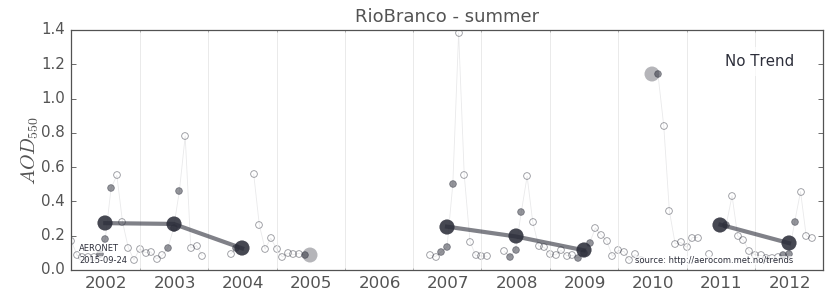 RioBranco - summer
1.4
1.2
1.0
0.8
0.6
0.4
0.2
0.0
AOD550
No Trend
AERONET
2015-09-24
source: http://aerocom.met.no/trends
2002 2003 2004 2005 2006 2007 2008 2009 2010 2011 2012